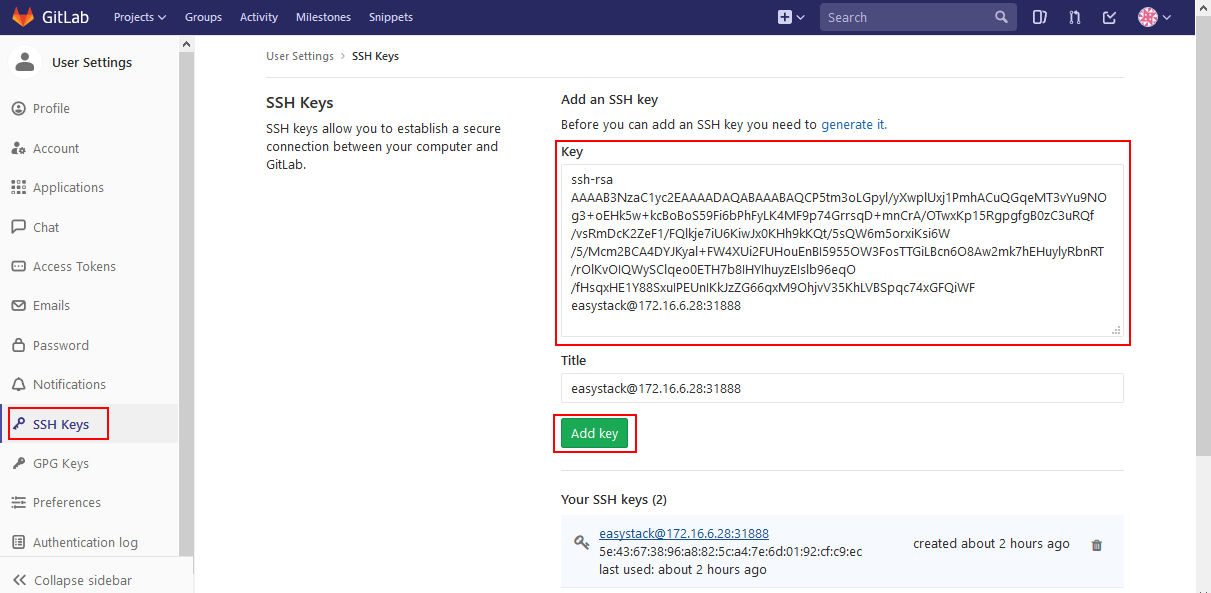 GitLab Projects Groups Activity Milestones Snippets Search
User Settings
Profile
Account
Applications
Chat
Access Tokens
Emails
Password
Notifications
SSH Keys
GPG Keys
Preferences
Authentication log
Collapse sidebar
User Settings > SSH Keys
SSH Keys
SSH keys allow you to establish a secure
connection between your computer and
GitLab.
Add an SSH key
Before you can add an SSH key you need to generate it.
Key
ssh-rsa
AAAAB3NzaC1yc2EAAAADAQABAAABAQCP5tm3oLGpyl/yXwplUxj1PmhACuQGqeMT3vYu9NO
g3+oEHk5w+kcBoBoS59Fi6bPhFyLK4MF9p74GrrsqD+mnCrA/OTwxKp15RgpgfgB0zC3uRQf
/vsRmDcK2ZeF1/FQlkje7iU6KiwJx0KHh9kKQt/5sQW6m5orxiKsi6W
/5/Mcm2BCA4DYJKyal+FW4XUi2FUHouEnBI5955OW3FosTTGiLBcn6O8Aw2mk7hEHuylyRbnRT
/rOlKvOIQWySClqeo0ETH7b8IHYIhuyzEIslb96eqO
/fHsqxHE1Y88SxuIPEUnIKkJzZG66qxM9OhjvV35KhLVBSpqc74xGFQiWF
easystack@172.16.6.28:31888
Title
easystack@172.16.6.28:31888
Add key
Your SSH keys (2)
easystack@172.16.6.28:31888
5e:43:67:38:96:a8:82:5c:a4:7e:6d:01:92:cf:c9:ec
last used: about 2 hours ago
created about 2 hours ago